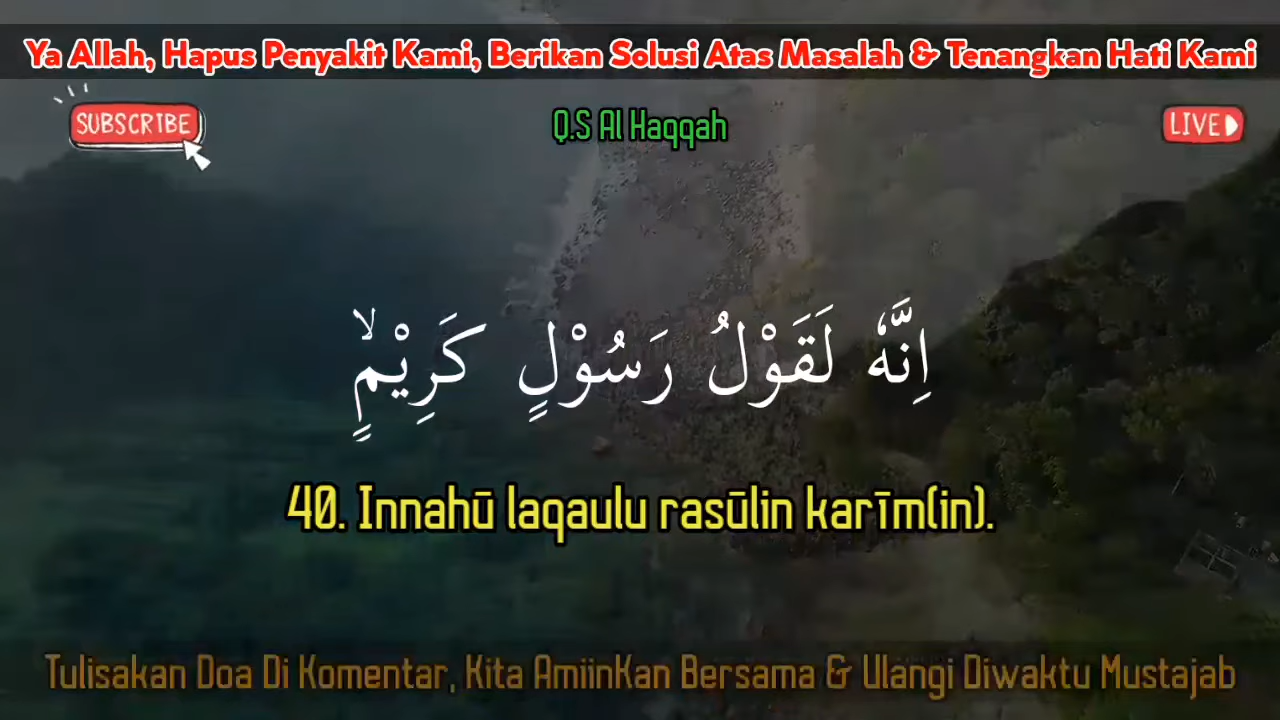 Ya Allah, Hapus Penyakit Kami, Berikan Solusi Atas Masalah & Tenangkan Hati Kami
SUBSCRIBE
Q.S Al Haqqah
LIVE
اِنَّهٗ لَقَوْلُ رَسُوْلٍ كَرِيْمٍۙ
40. Innahū laqaulu rasūlin karīm(in).
Tulisakan Doa Di Komentar, Kita AmiinKan Bersama & Ulangi Diwaktu Mustajab